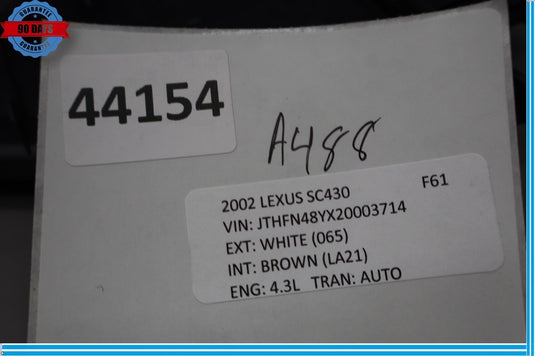 GUARANTEE
90 DAYS
GUARANTEE
44154
A488
2002 LEXUS SC430 F61
VIN: JTHFN48YX20003714
EXT: WHITE (065)
INT: BROWN (LA21)
ENG: 4.3L TRAN: AUTO